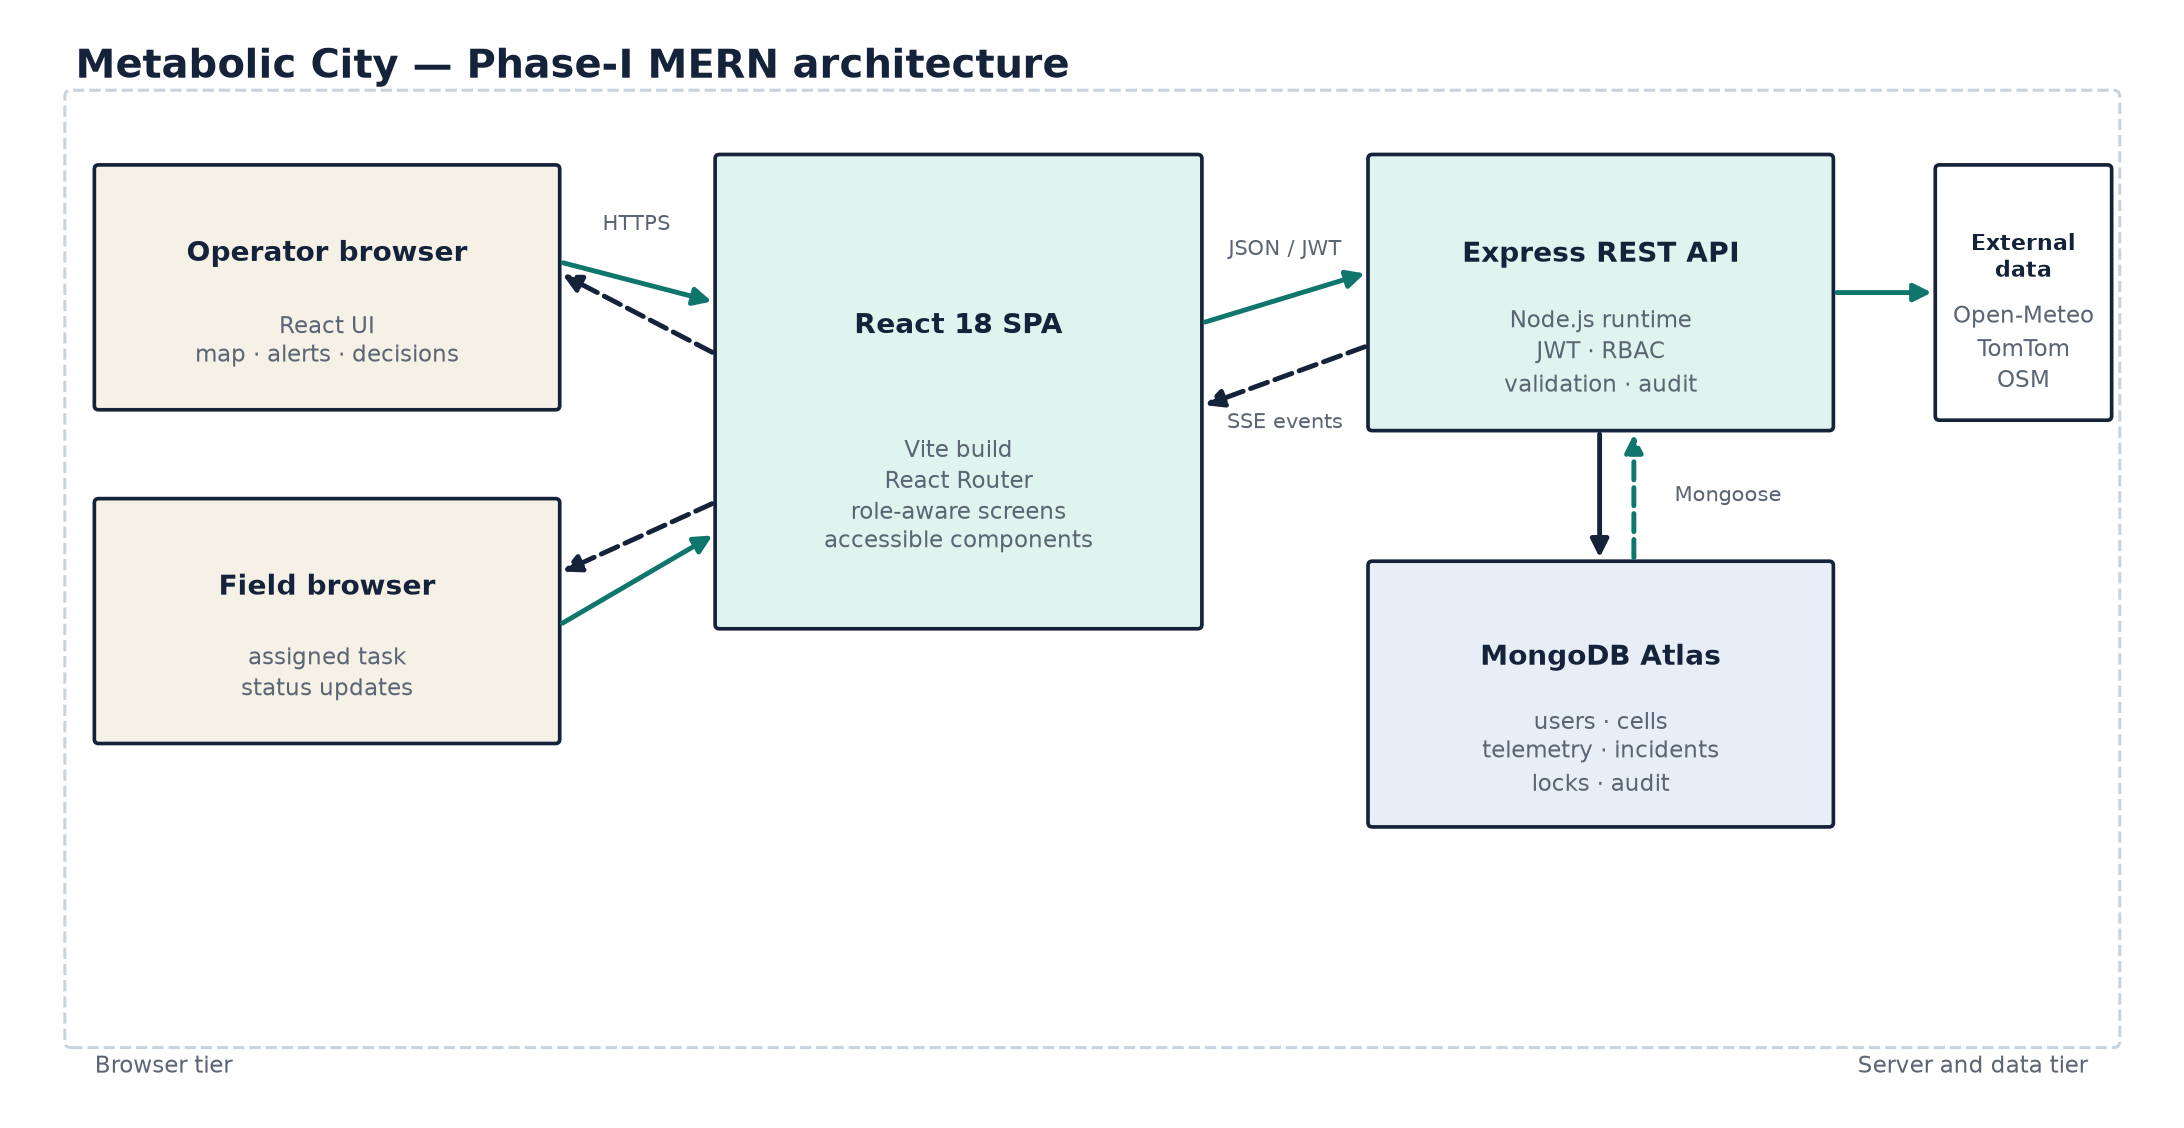 Metabolic City — Phase-I MERN architecture
Operator browser
React UI
map · alerts · decisions
HTTPS
Field browser
assigned task
status updates
React 18 SPA
Vite build
React Router
role-aware screens
accessible components
JSON / JWT
SSE events
Express REST API
Node.js runtime
JWT · RBAC
validation · audit
Mongoose
MongoDB Atlas
users · cells
telemetry · incidents
locks · audit
External
data
Open-Meteo
TomTom
OSM
Browser tier
Server and data tier